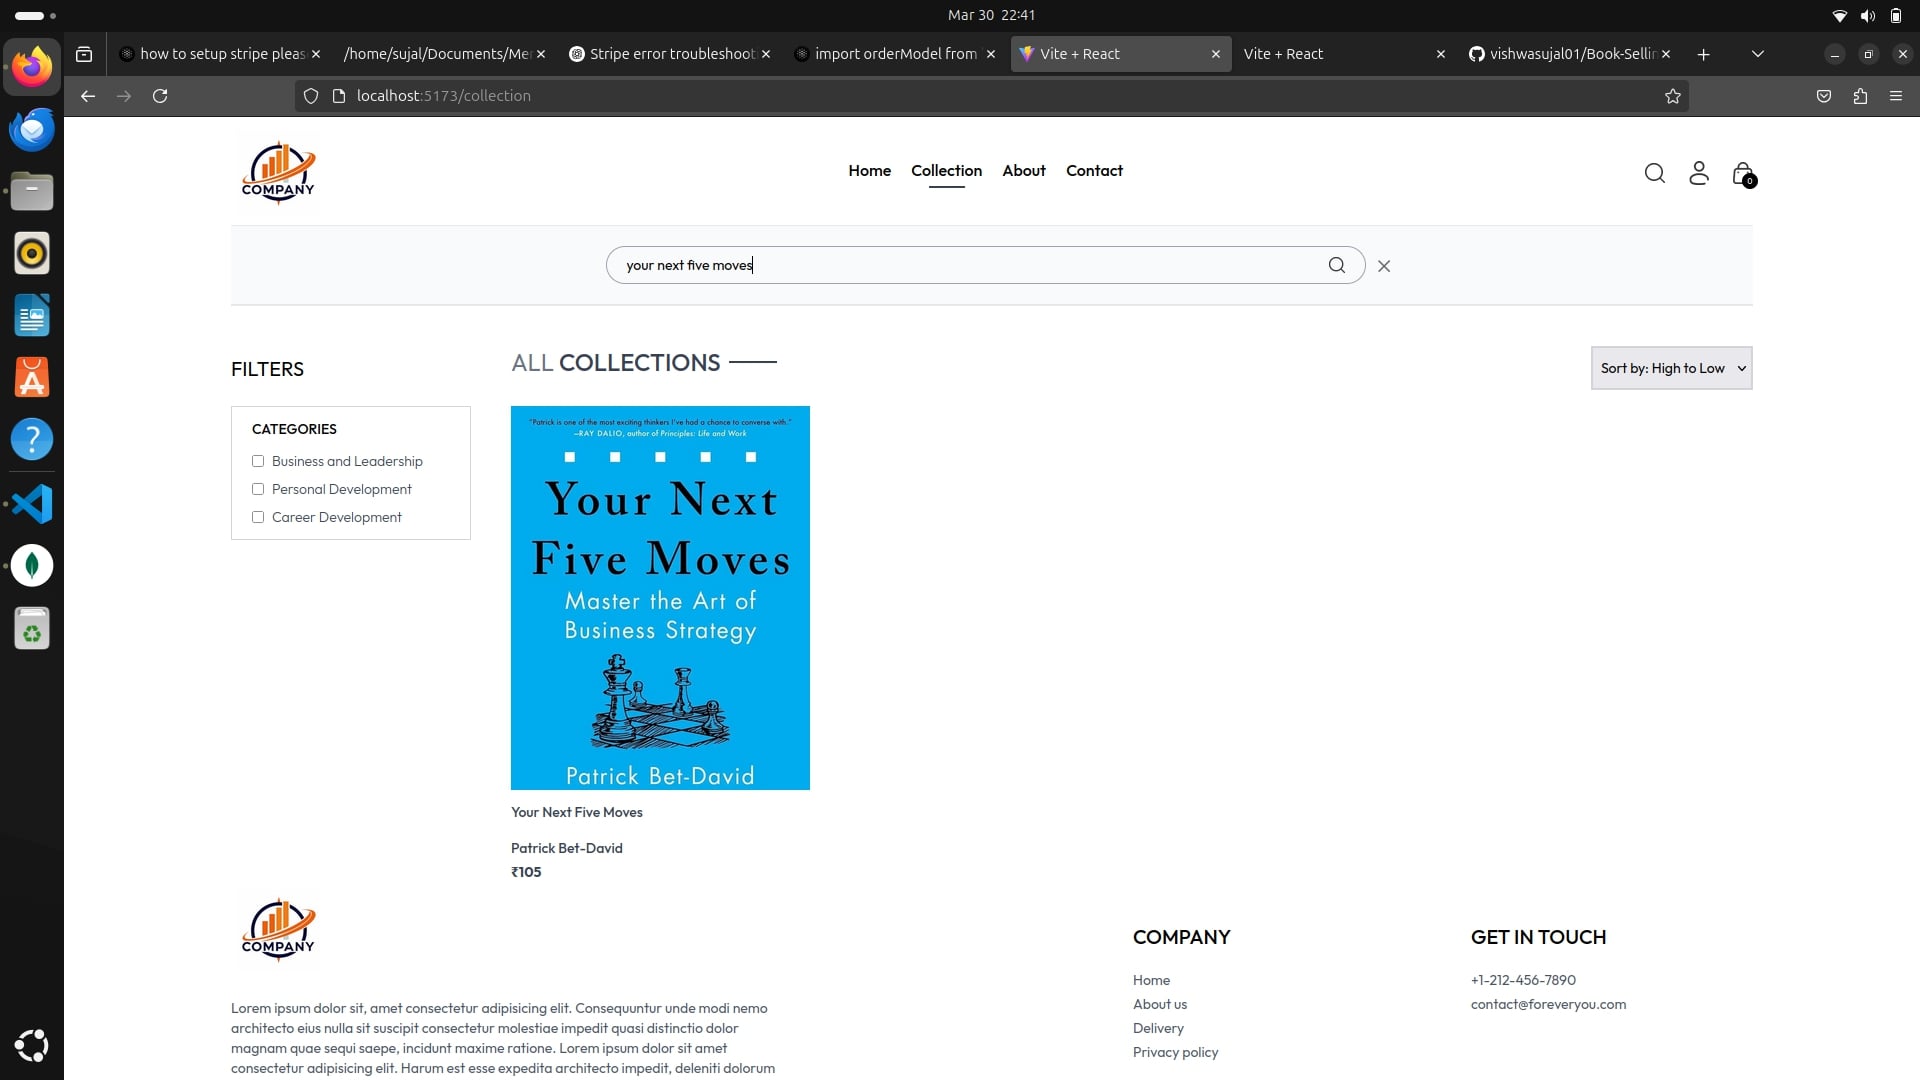 Mar 30 22:41
how to setup stripe pleas
/home/sujal/Documents/Mer
Stripe error troubleshoot
import orderModel from
Vite + React
Vite + React
vishwasujal01/Book-Sellin
localhost:5173/collection
COMPANY
Home
Collection
About
Contact
0
your next five moves
FILTERS
ALL COLLECTIONS
Sort by: High to Low
CATEGORIES
Business and Leadership
Personal Development
Career Development
"Patrick is one of the most exciting thinkers I've had a chance to converse with."
—RAY DALIO, author of Principles: Life and Work
Your Next
Five Moves
Master the Art of
Business Strategy
Patrick Bet-David
Your Next Five Moves
Patrick Bet-David
₹105
COMPANY
Lorem ipsum dolor sit, amet consectetur adipisicing elit. Consequuntur unde modi nemo
architecto eius nulla sit suscipit consectetur molestiae impedit quasi distinctio dolor
magnam quae sequi saepe, incidunt maxime ratione. Lorem ipsum dolor sit amet
consectetur adipisicing elit. Harum est esse expedita architecto impedit, deleniti dolorum
COMPANY
Home
About us
Delivery
Privacy policy
GET IN TOUCH
+1-212-456-7890
contact@foreveryou.com